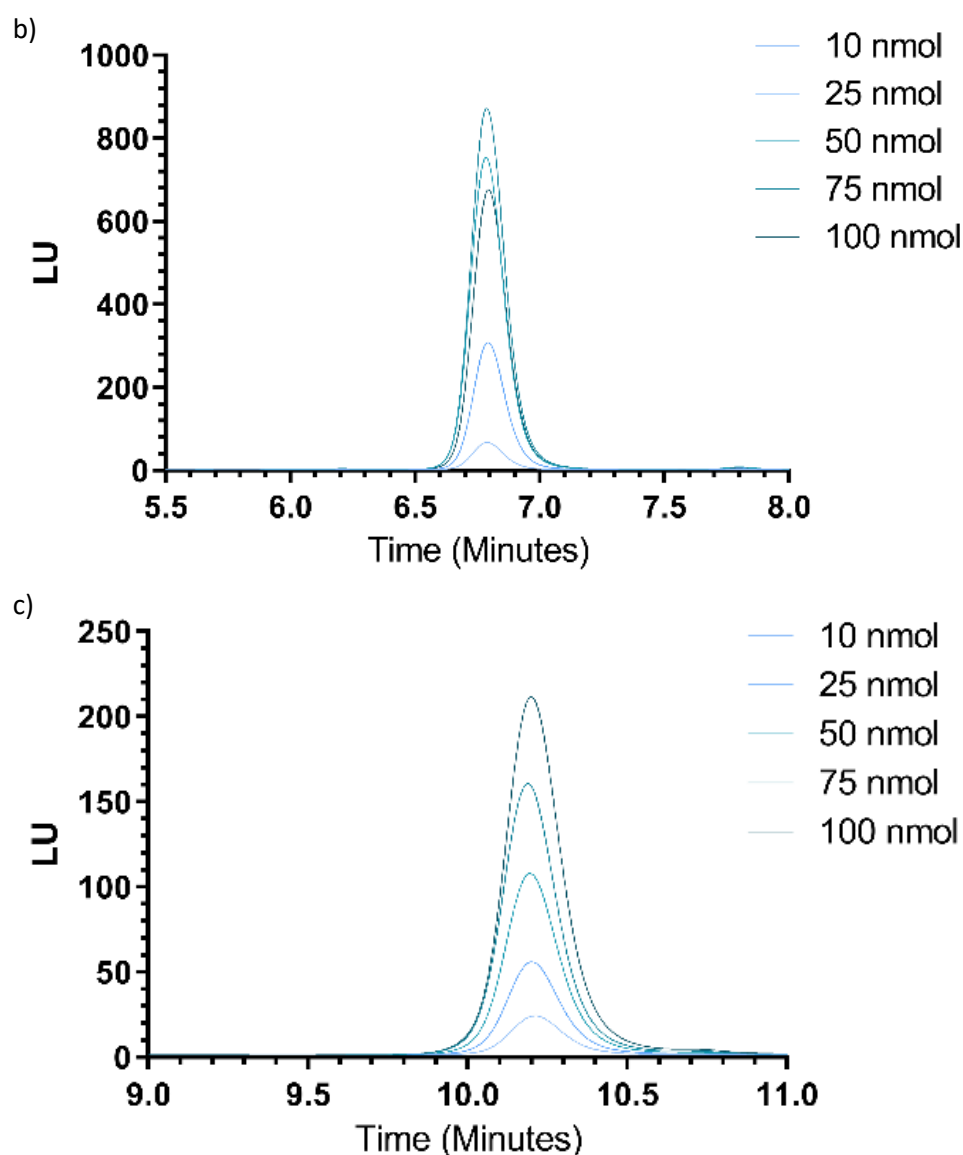 b)
1000
800
600
400
200
0
LU
5.5 6.0 6.5 7.0 7.5 8.0
Time (Minutes)
10 nmol
25 nmol
50 nmol
75 nmol
100 nmol
c)
250
200
150
100
50
0
LU
9.0 9.5 10.0 10.5 11.0
Time (Minutes)
10 nmol
25 nmol
50 nmol
75 nmol
100 nmol